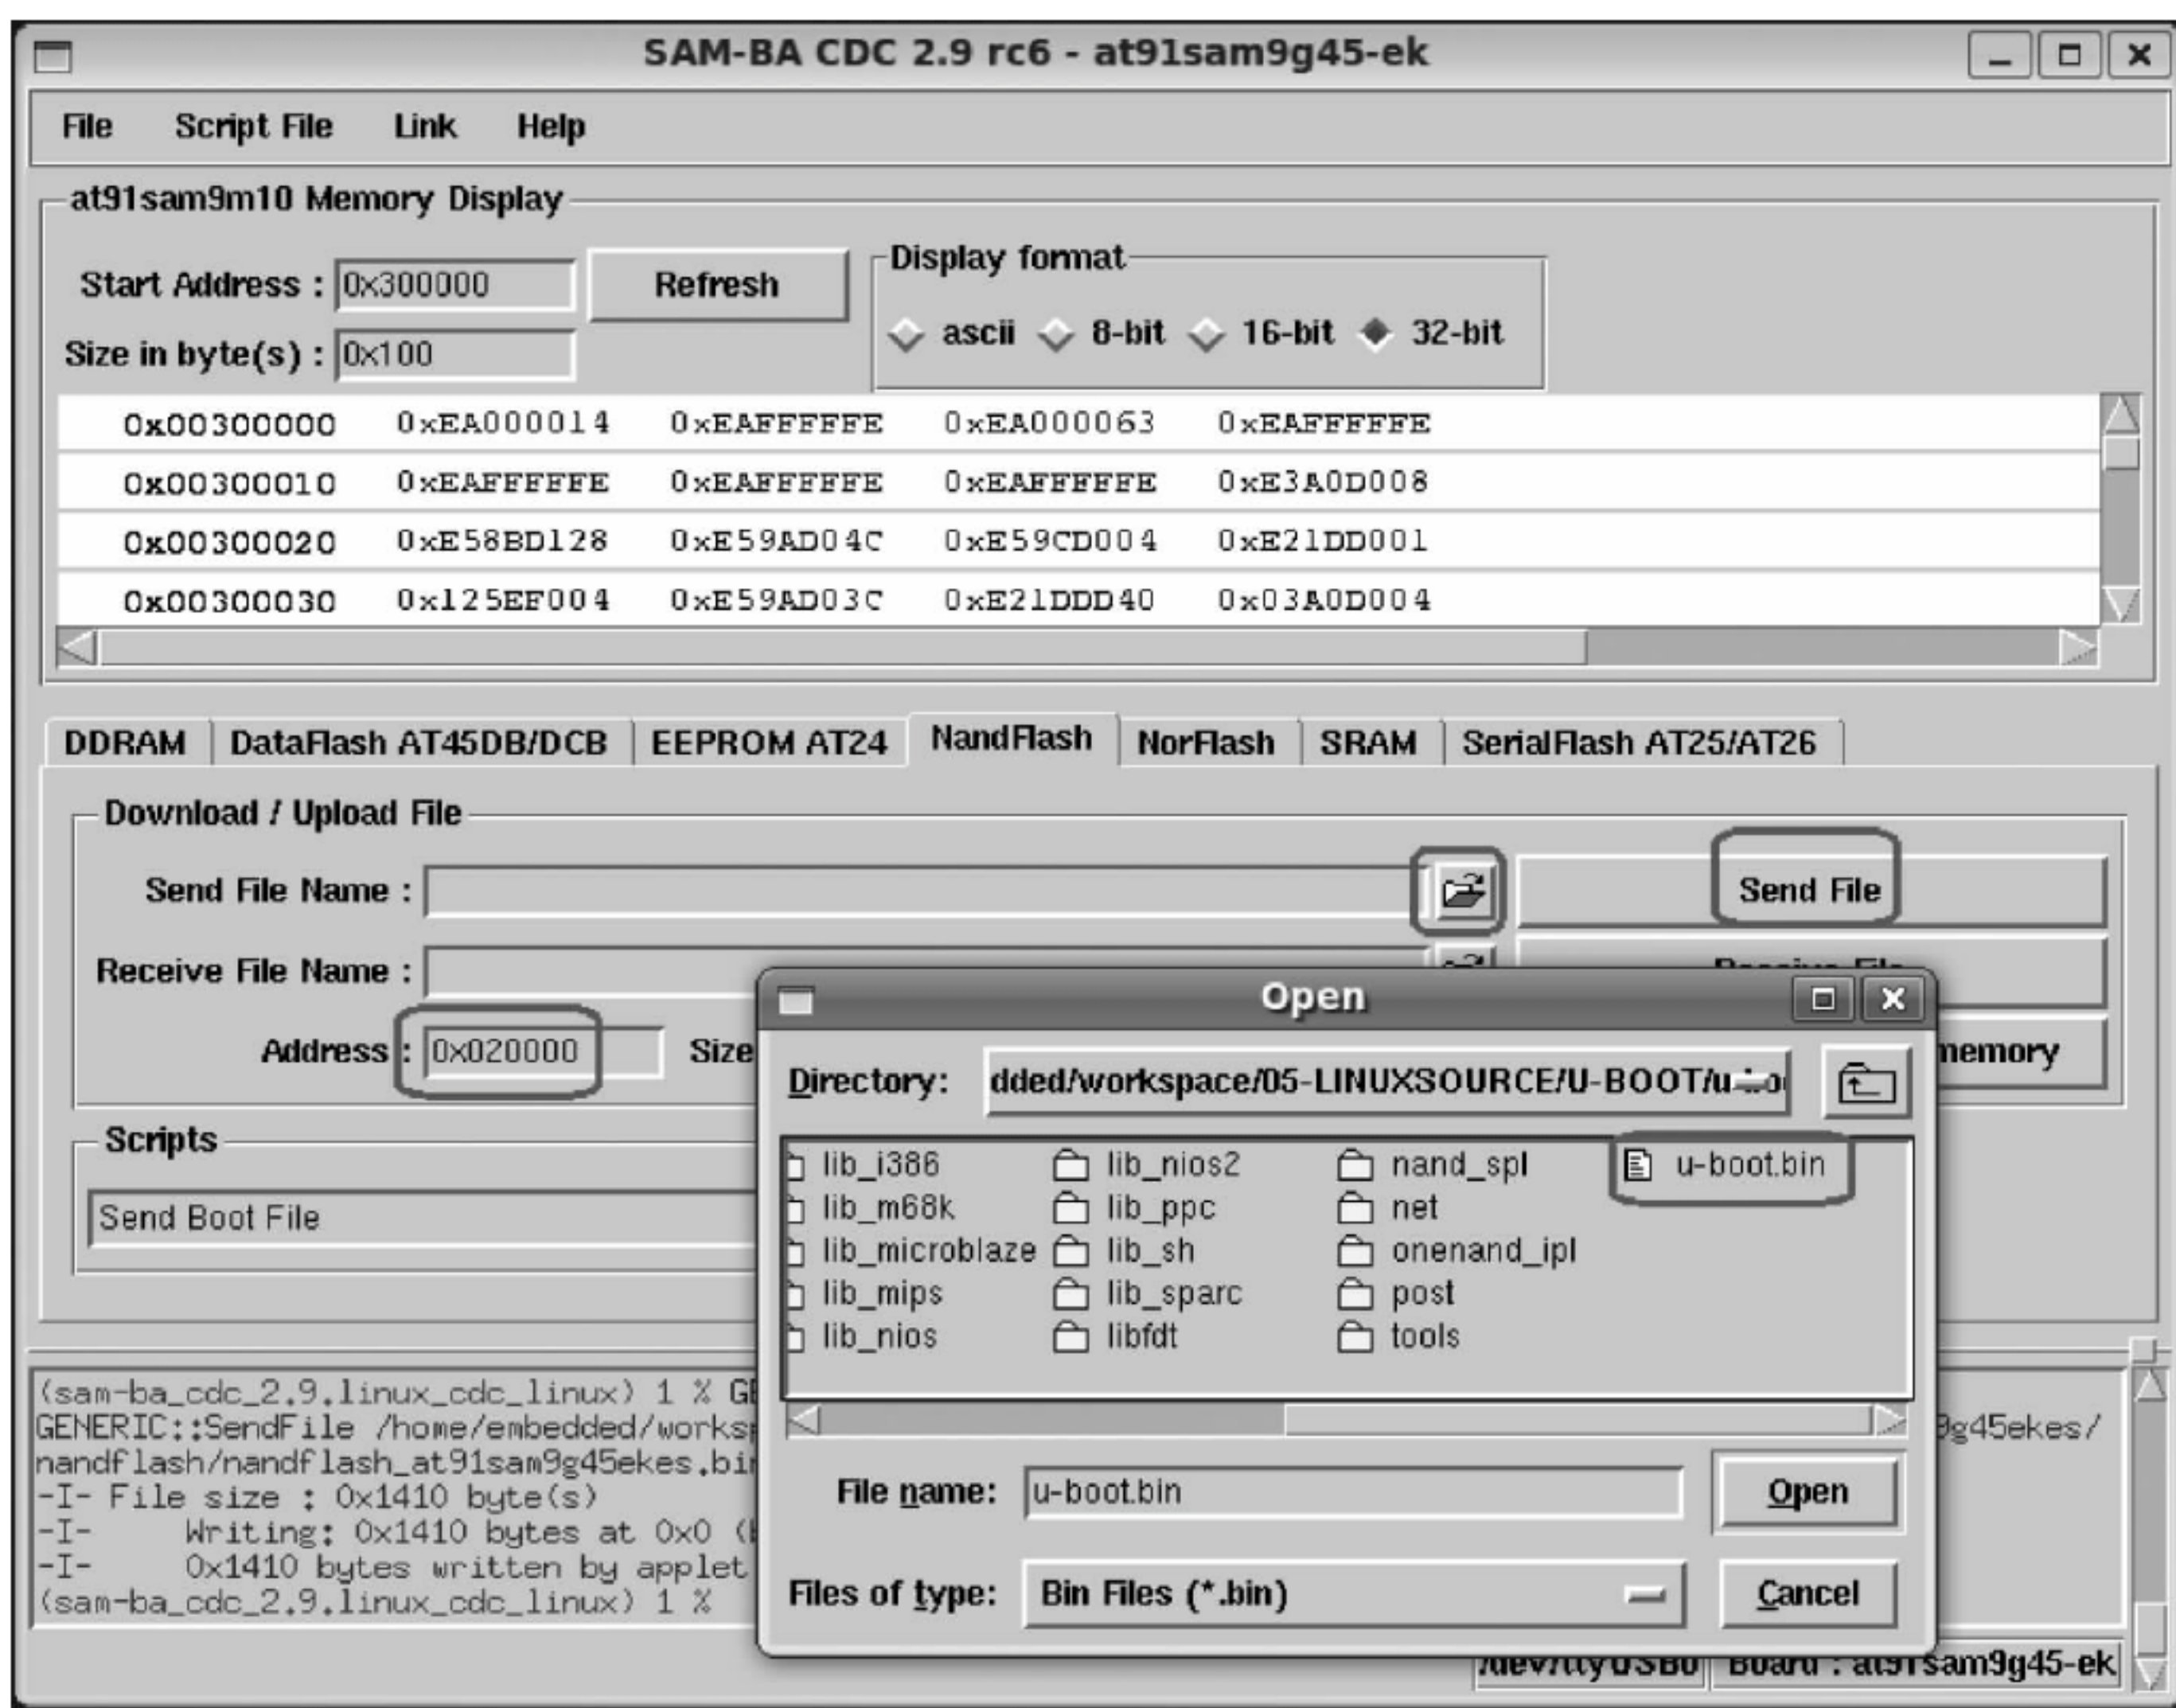 SAM-BA CDC 2.9 rc6 - at91sam9g45-ek
File Script File Link Help
at91sam9m10 Memory Display
Start Address : 0x300000 Refresh
Size in byte(s) : 0x100
Display format
ascii 8-bit 16-bit 32-bit
0x00300000 0xEA000014 0xEAFFFFFE 0xEA000063 0xEAFFFFFE
0x00300010 0xEAFFFFFE 0xEAFFFFFE 0xEAFFFFFE 0xE3A0D008
0x00300020 0xE58BD128 0xE59AD04C 0xE59CD004 0xE21DD001
0x00300030 0x125EF004 0xE59AD03C 0xE21DDD40 0x03A0D004
DDRAM DataFlash AT45DB/DCB EEPROM AT24 NandFlash NorFlash SRAM SerialFlash AT25/AT26
Download / Upload File
Send File Name : Send File
Receive File Name : Receive File
Address : 0x020000 Size memory
Scripts
Send Boot File
Open
Directory: dded/workspace/05-LINUXSOURCE/U-BOOT/u-
lib_i386 lib_nios2 nand_spl u-boot.bin
lib_m68k lib_ppc net
lib_microblaze lib_sh onenand_ipl
lib_mips lib_sparc post
lib_nios libfdt tools
File name: u-boot.bin Open
Files of type: Bin Files (*.bin) Cancel
(sam-ba_cdc_2.9.linux_cdc_linux) 1 % GE
GENERIC::SendFile /home/embedded/worksp 9g45ekes/
nandflash/nandflash_at91sam9g45ekes.bin
-I- File size : 0x1410 byte(s)
-I- Writing: 0x1410 bytes at 0x0 (
-I- 0x1410 bytes written by applet
(sam-ba_cdc_2.9.linux_cdc_linux) 1 %
/dev/ttyUSB0 Board : at91sam9g45-ek